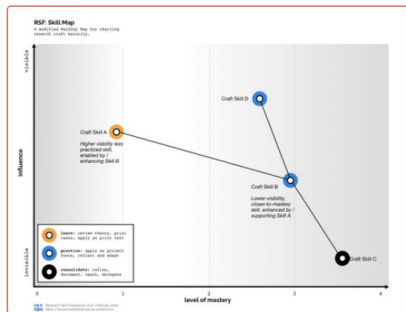 RSF: Skill Map
A modified Wardley Map for charting
research craft maturity.
visible
influence
invisible
Craft Skill D
Craft Skill A
Higher visibility less
practiced skill,
enabled by /
enhancing Skill B
Craft Skill B
Lower-visibility,
closer-to-mastery
skill, enhanced by /
supporting Skill A
Craft Skill C
learn: review theory, prior
cases, apply as pilot test
practice: apply as project
focus, reflect and adapt
consolidate: refine,
document, teach, delegate
0
1
2
3
4
level of mastery